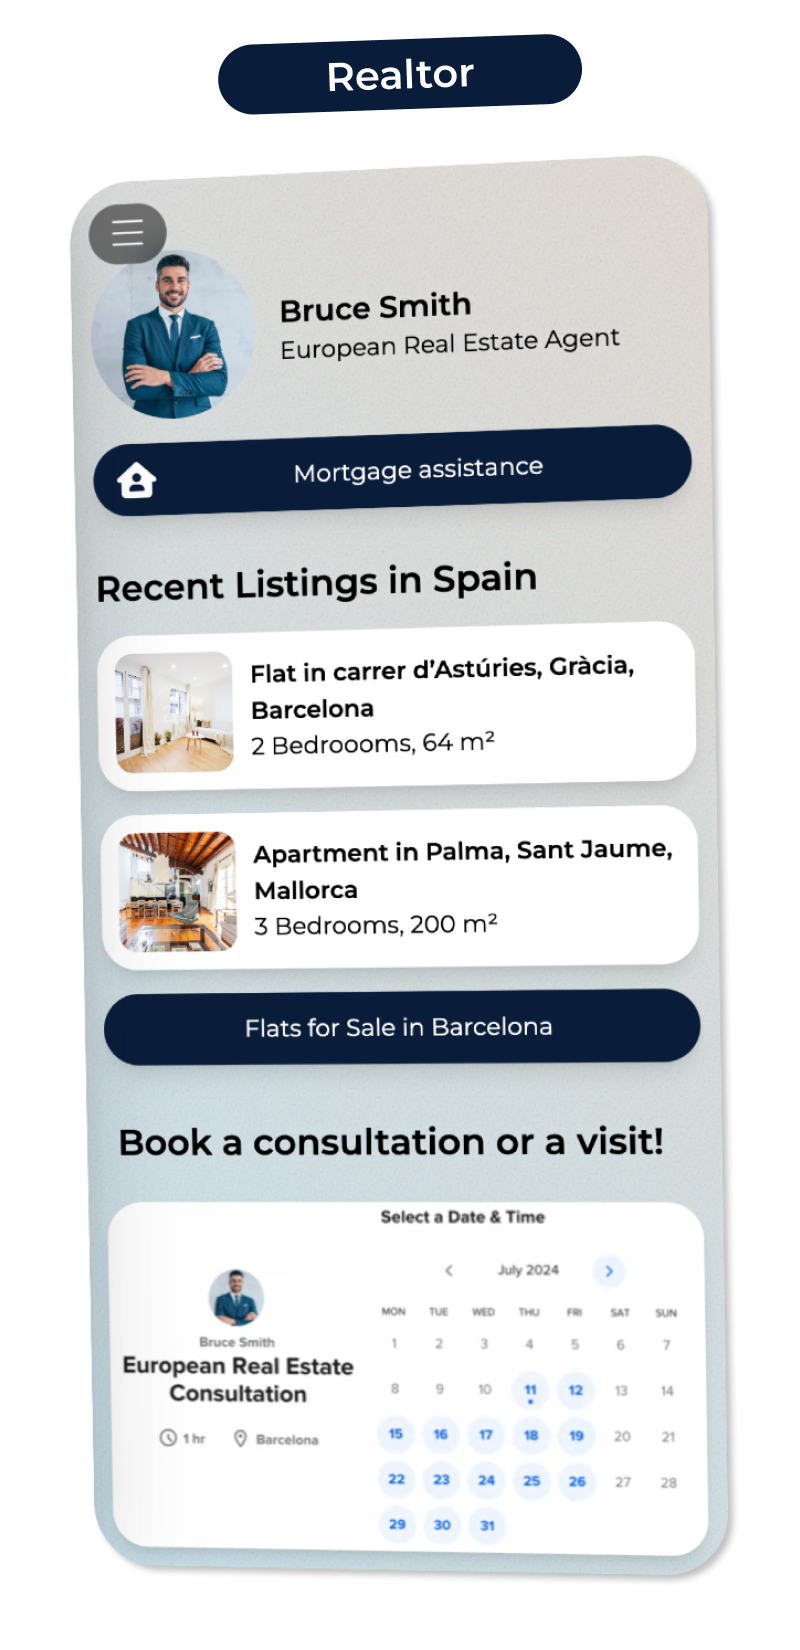 Realtor
Bruce Smith
European Real Estate Agent
Mortgage assistance
Recent Listings in Spain
Flat in carrer d'Astúries, Gràcia,
Barcelona
2 Bedroooms, 64 m²
Apartment in Palma, Sant Jaume,
Mallorca
3 Bedrooms, 200 m²
Flats for Sale in Barcelona
Book a consultation or a visit!
Select a Date & Time
July 2024
Bruce Smith
European Real Estate
Consultation
1 hr Barcelona
MON TUE WED THU FRI SAT SUN
1 2 3 4 5 6 7
8 9 10 11 12 13 14
15 16 17 18 19 20 21
22 23 24 25 26 27 28
29 30 31